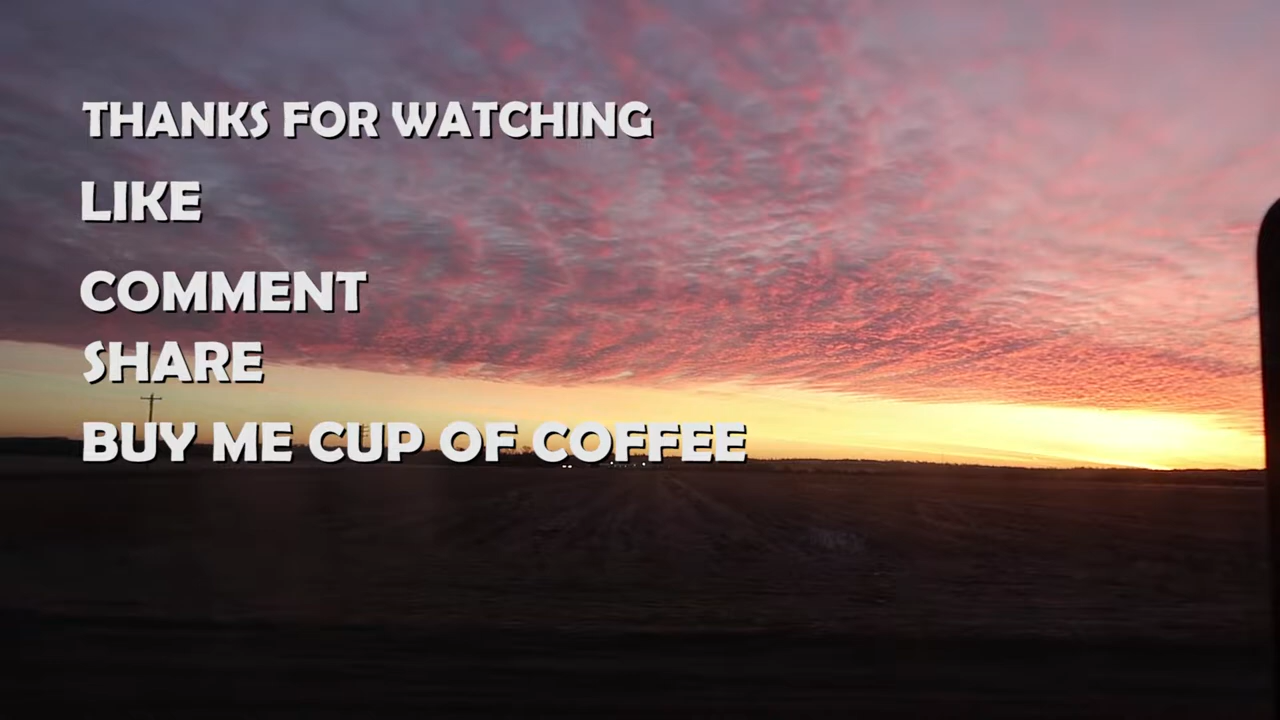 THANKS FOR WATCHING
LIKE
COMMENT
SHARE
BUY ME CUP OF COFFEE